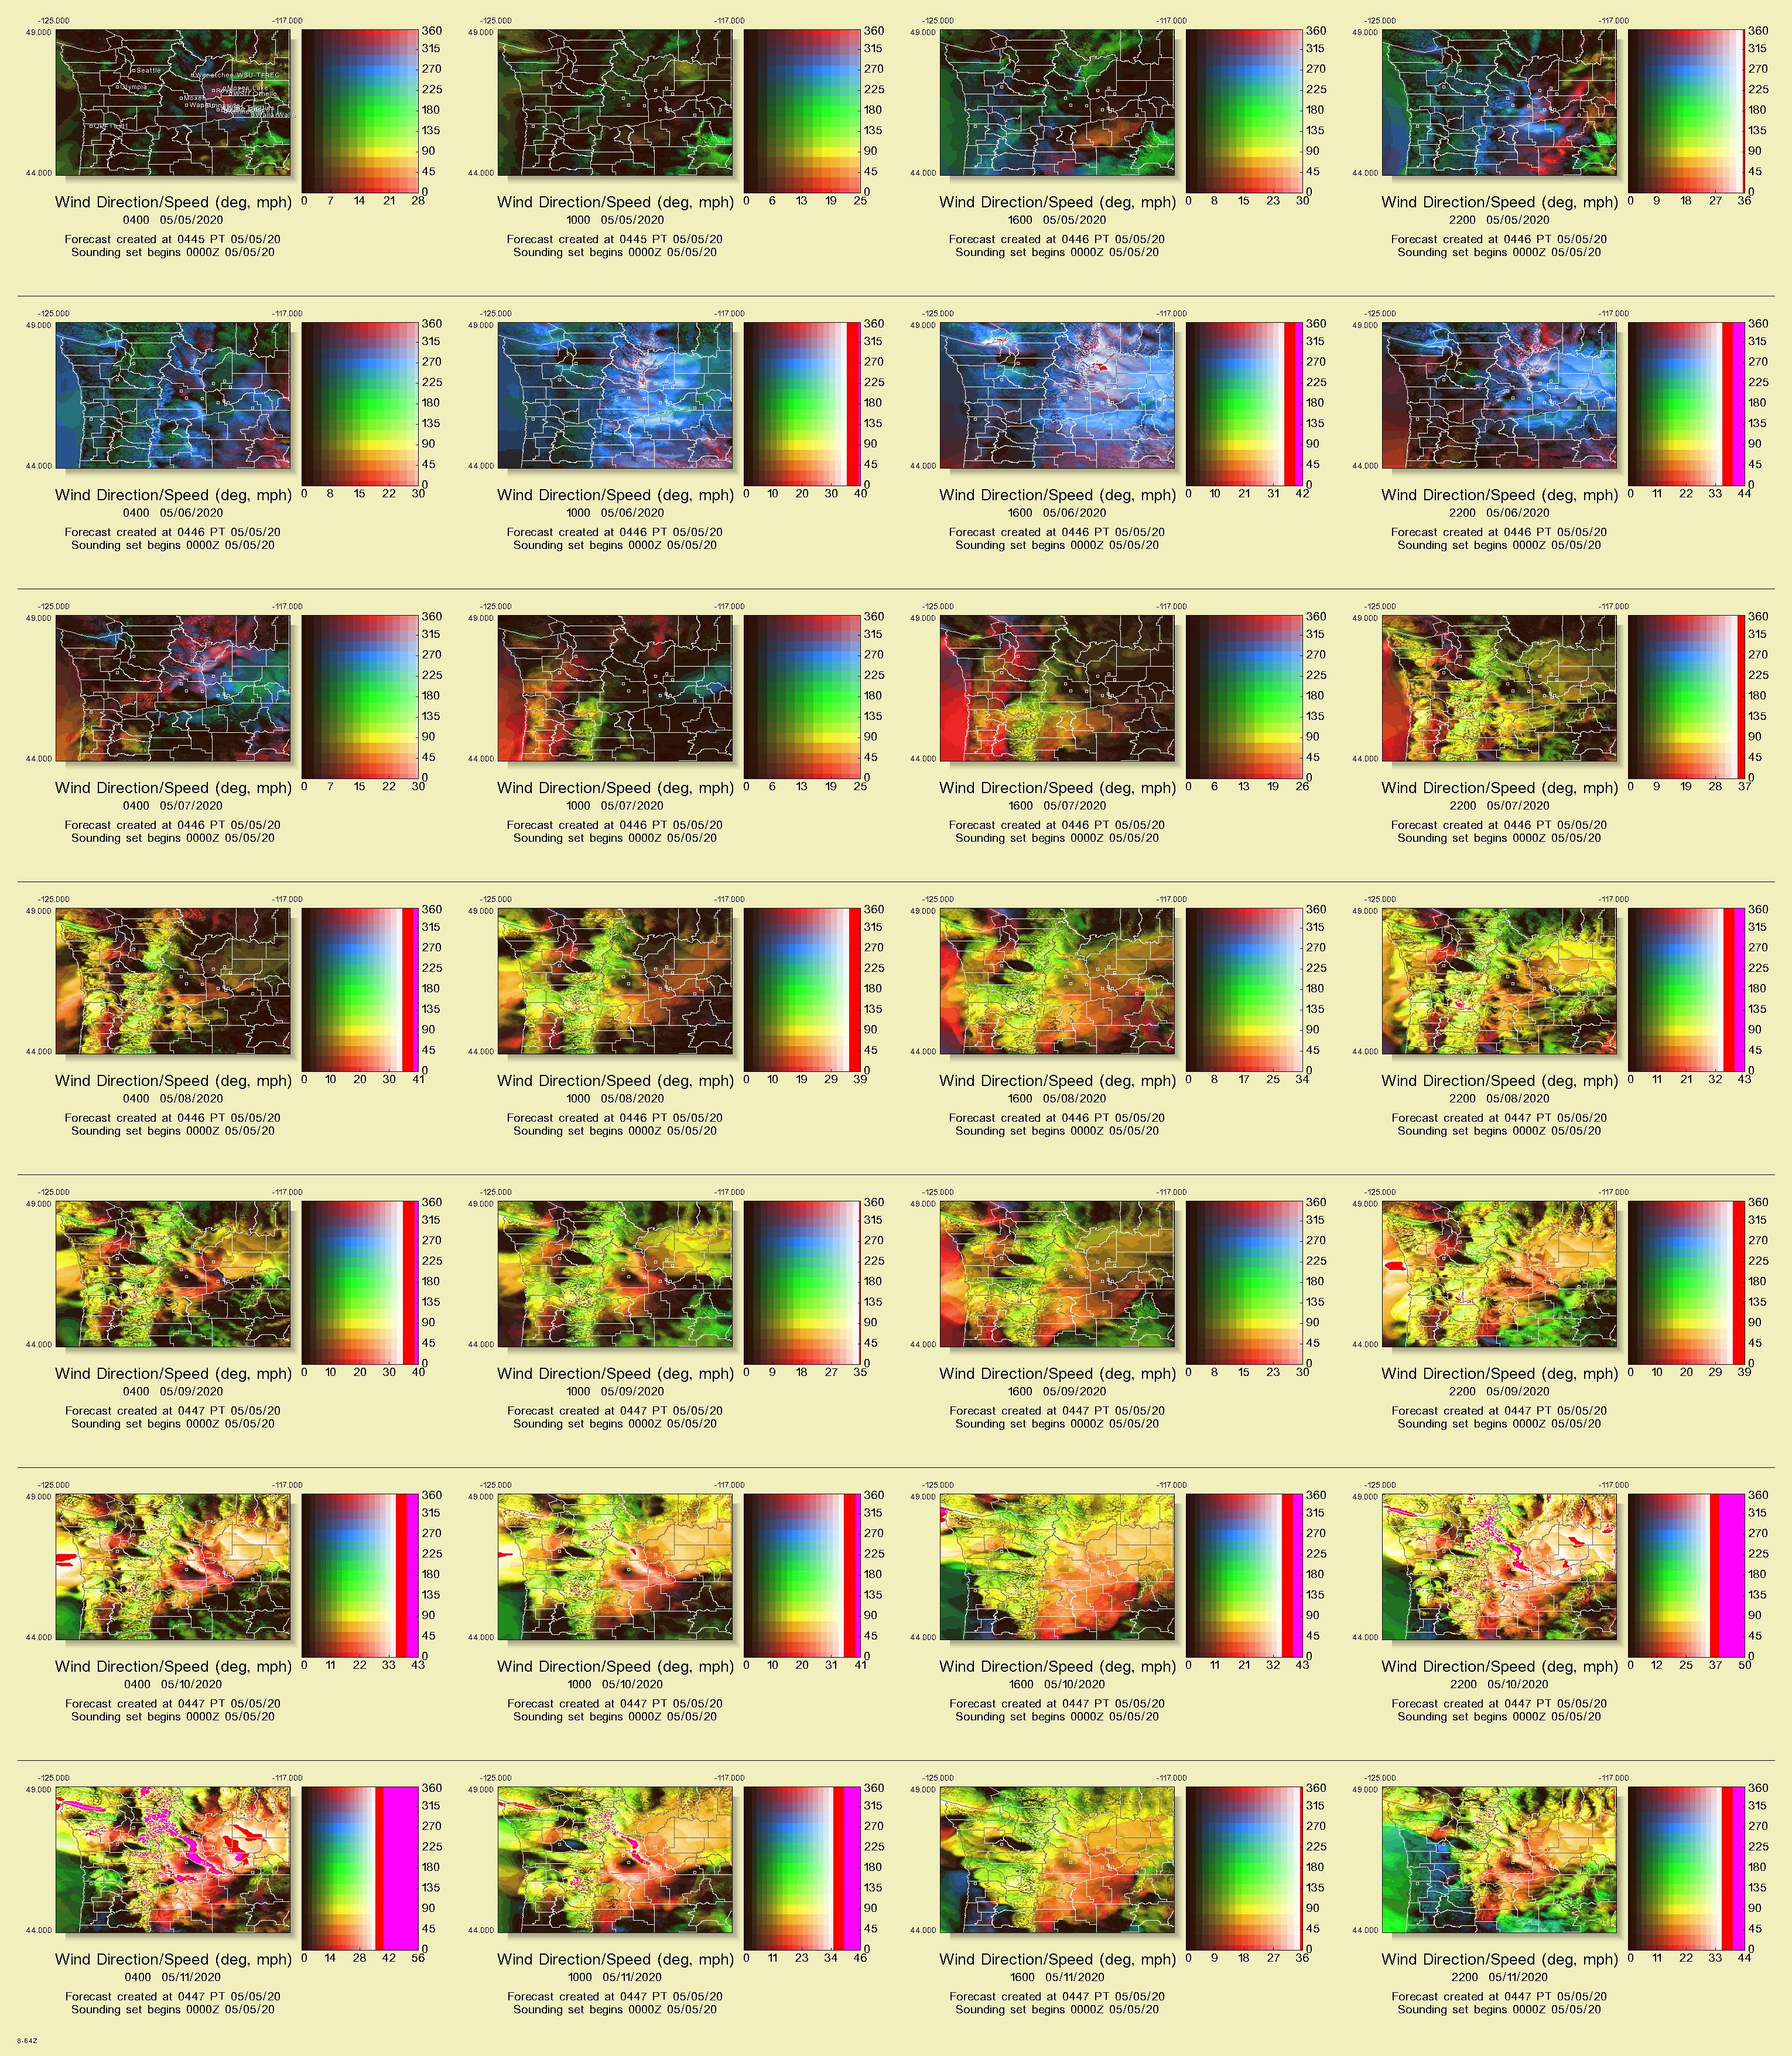 -125.000 -117.000
49.000 44.000
Seattle
Wenatchee WSU-TFREC
Olympia
Moses Lake
Moxee
360 315 270 225 180 135 90 45 0
0 7 14 21 28
Wind Direction/Speed (deg, mph)
0400 05/05/2020
Forecast created at 0445 PT 05/05/20
Sounding set begins 0000Z 05/05/20
-125.000 -117.000
49.000 44.000
360 315 270 225 180 135 90 45 0
0 6 13 19 25
Wind Direction/Speed (deg, mph)
1000 05/05/2020
Forecast created at 0445 PT 05/05/20
Sounding set begins 0000Z 05/05/20
-125.000 -117.000
49.000 44.000
360 315 270 225 180 135 90 45 0
0 8 15 23 30
Wind Direction/Speed (deg, mph)
1600 05/05/2020
Forecast created at 0446 PT 05/05/20
Sounding set begins 0000Z 05/05/20
-125.000 -117.000
49.000 44.000
360 315 270 225 180 135 90 45 0
0 9 18 27 36
Wind Direction/Speed (deg, mph)
2200 05/05/2020
Forecast created at 0446 PT 05/05/20
Sounding set begins 0000Z 05/05/20
-125.000 -117.000
49.000 44.000
360 315 270 225 180 135 90 45 0
0 8 15 22 30
Wind Direction/Speed (deg, mph)
0400 05/06/2020
Forecast created at 0446 PT 05/05/20
Sounding set begins 0000Z 05/05/20
-125.000 -117.000
49.000 44.000
360 315 270 225 180 135 90 45 0
0 10 20 30 40
Wind Direction/Speed (deg, mph)
1000 05/06/2020
Forecast created at 0446 PT 05/05/20
Sounding set begins 0000Z 05/05/20
-125.000 -117.000
49.000 44.000
360 315 270 225 180 135 90 45 0
0 10 21 31 42
Wind Direction/Speed (deg, mph)
1600 05/06/2020
Forecast created at 0446 PT 05/05/20
Sounding set begins 0000Z 05/05/20
-125.000 -117.000
49.000 44.000
360 315 270 225 180 135 90 45 0
0 11 22 33 44
Wind Direction/Speed (deg, mph)
2200 05/06/2020
Forecast created at 0446 PT 05/05/20
Sounding set begins 0000Z 05/05/20
-125.000 -117.000
49.000 44.000
360 315 270 225 180 135 90 45 0
0 7 15 22 30
Wind Direction/Speed (deg, mph)
0400 05/07/2020
Forecast created at 0446 PT 05/05/20
Sounding set begins 0000Z 05/05/20
-125.000 -117.000
49.000 44.000
360 315 270 225 180 135 90 45 0
0 6 13 19 25
Wind Direction/Speed (deg, mph)
1000 05/07/2020
Forecast created at 0446 PT 05/05/20
Sounding set begins 0000Z 05/05/20
-125.000 -117.000
49.000 44.000
360 315 270 225 180 135 90 45 0
0 6 13 19 26
Wind Direction/Speed (deg, mph)
1600 05/07/2020
Forecast created at 0446 PT 05/05/20
Sounding set begins 0000Z 05/05/20
-125.000 -117.000
49.000 44.000
360 315 270 225 180 135 90 45 0
0 9 19 28 37
Wind Direction/Speed (deg, mph)
2200 05/07/2020
Forecast created at 0446 PT 05/05/20
Sounding set begins 0000Z 05/05/20
-125.000 -117.000
49.000 44.000
360 315 270 225 180 135 90 45 0
0 10 20 30 41
Wind Direction/Speed (deg, mph)
0400 05/08/2020
Forecast created at 0446 PT 05/05/20
Sounding set begins 0000Z 05/05/20
-125.000 -117.000
49.000 44.000
360 315 270 225 180 135 90 45 0
0 10 19 29 39
Wind Direction/Speed (deg, mph)
1000 05/08/2020
Forecast created at 0446 PT 05/05/20
Sounding set begins 0000Z 05/05/20
-125.000 -117.000
49.000 44.000
360 315 270 225 180 135 90 45 0
0 8 17 25 34
Wind Direction/Speed (deg, mph)
1600 05/08/2020
Forecast created at 0446 PT 05/05/20
Sounding set begins 0000Z 05/05/20
-125.000 -117.000
49.000 44.000
360 315 270 225 180 135 90 45 0
0 11 21 32 43
Wind Direction/Speed (deg, mph)
2200 05/08/2020
Forecast created at 0447 PT 05/05/20
Sounding set begins 0000Z 05/05/20
-125.000 -117.000
49.000 44.000
360 315 270 225 180 135 90 45 0
0 10 20 30 40
Wind Direction/Speed (deg, mph)
0400 05/09/2020
Forecast created at 0447 PT 05/05/20
Sounding set begins 0000Z 05/05/20
-125.000 -117.000
49.000 44.000
360 315 270 225 180 135 90 45 0
0 9 18 27 35
Wind Direction/Speed (deg, mph)
1000 05/09/2020
Forecast created at 0447 PT 05/05/20
Sounding set begins 0000Z 05/05/20
-125.000 -117.000
49.000 44.000
360 315 270 225 180 135 90 45 0
0 8 15 23 30
Wind Direction/Speed (deg, mph)
1600 05/09/2020
Forecast created at 0447 PT 05/05/20
Sounding set begins 0000Z 05/05/20
-125.000 -117.000
49.000 44.000
360 315 270 225 180 135 90 45 0
0 10 20 29 39
Wind Direction/Speed (deg, mph)
2200 05/09/2020
Forecast created at 0447 PT 05/05/20
Sounding set begins 0000Z 05/05/20
-125.000 -117.000
49.000 44.000
360 315 270 225 180 135 90 45 0
0 11 22 33 43
Wind Direction/Speed (deg, mph)
0400 05/10/2020
Forecast created at 0447 PT 05/05/20
Sounding set begins 0000Z 05/05/20
-125.000 -117.000
49.000 44.000
360 315 270 225 180 135 90 45 0
0 10 20 31 41
Wind Direction/Speed (deg, mph)
1000 05/10/2020
Forecast created at 0447 PT 05/05/20
Sounding set begins 0000Z 05/05/20
-125.000 -117.000
49.000 44.000
360 315 270 225 180 135 90 45 0
0 11 21 32 43
Wind Direction/Speed (deg, mph)
1600 05/10/2020
Forecast created at 0447 PT 05/05/20
Sounding set begins 0000Z 05/05/20
-125.000 -117.000
49.000 44.000
360 315 270 225 180 135 90 45 0
0 12 25 37 50
Wind Direction/Speed (deg, mph)
2200 05/10/2020
Forecast created at 0447 PT 05/05/20
Sounding set begins 0000Z 05/05/20
-125.000 -117.000
49.000 44.000
360 315 270 225 180 135 90 45 0
0 14 28 42 56
Wind Direction/Speed (deg, mph)
0400 05/11/2020
Forecast created at 0447 PT 05/05/20
Sounding set begins 0000Z 05/05/20
-125.000 -117.000
49.000 44.000
360 315 270 225 180 135 90 45 0
0 11 23 34 46
Wind Direction/Speed (deg, mph)
1000 05/11/2020
Forecast created at 0447 PT 05/05/20
Sounding set begins 0000Z 05/05/20
-125.000 -117.000
49.000 44.000
360 315 270 225 180 135 90 45 0
0 9 18 27 36
Wind Direction/Speed (deg, mph)
1600 05/11/2020
Forecast created at 0447 PT 05/05/20
Sounding set begins 0000Z 05/05/20
-125.000 -117.000
49.000 44.000
360 315 270 225 180 135 90 45 0
0 11 22 33 44
Wind Direction/Speed (deg, mph)
2200 05/11/2020
Forecast created at 0447 PT 05/05/20
Sounding set begins 0000Z 05/05/20
8-64Z